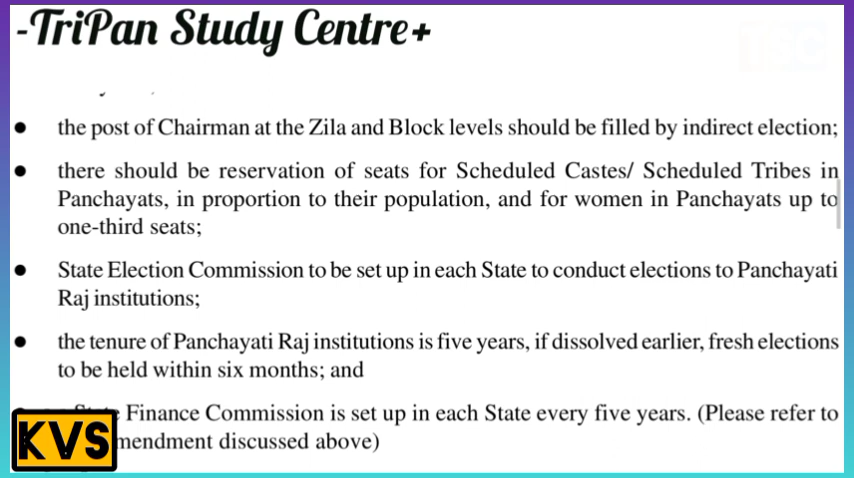 -TriPan Study Centre+
TSC
● the post of Chairman at the Zila and Block levels should be filled by indirect election;
● there should be reservation of seats for Scheduled Castes/ Scheduled Tribes in
Panchayats, in proportion to their population, and for women in Panchayats up to
one-third seats;
● State Election Commission to be set up in each State to conduct elections to Panchayati
Raj institutions;
● the tenure of Panchayati Raj institutions is five years, if dissolved earlier, fresh elections
to be held within six months; and
State Finance Commission is set up in each State every five years. (Please refer to
mendment discussed above)
KVS